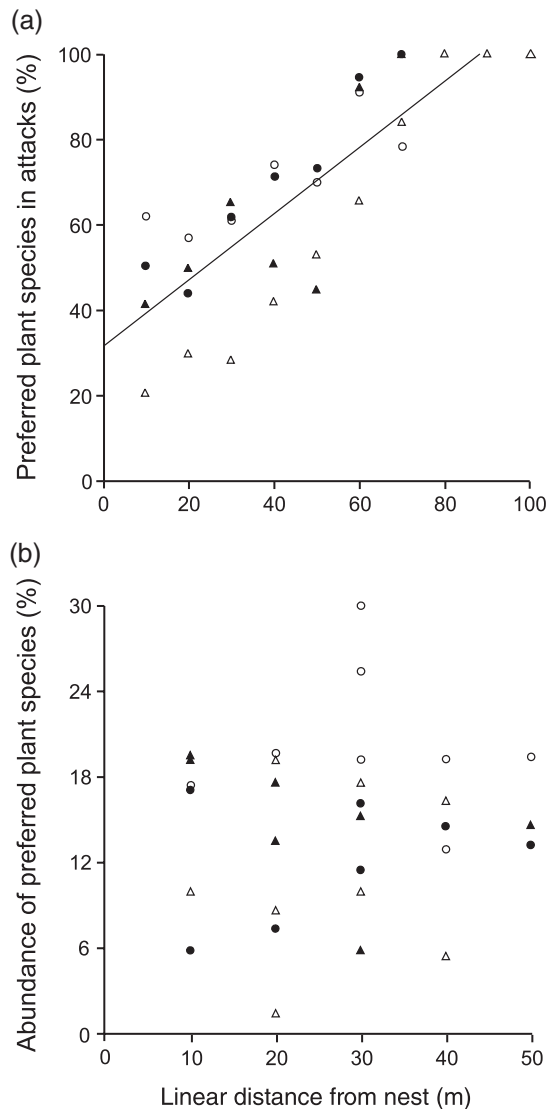 (a)
Preferred plant species in attacks (%)
100
80
60
40
20
0
0 20 40 60 80 100
(b)
Abundance of preferred plant species (%)
30
24
18
12
6
0
0 10 20 30 40 50
Linear distance from nest (m)